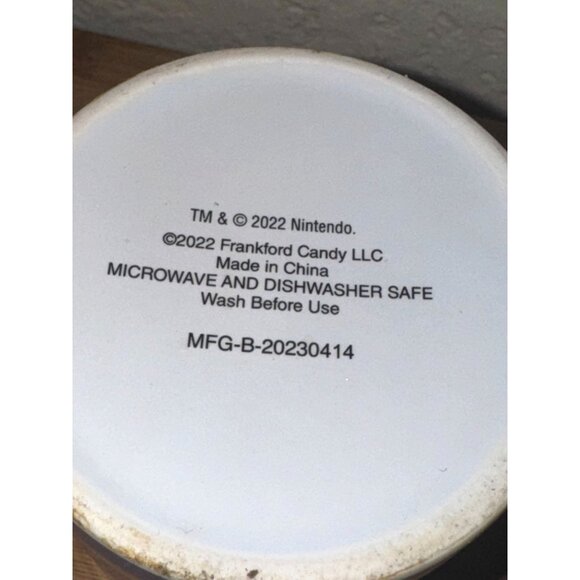 TM & © 2022 Nintendo.
©2022 Frankford Candy LLC
Made in China
MICROWAVE AND DISHWASHER SAFE
Wash Before Use
MFG-B-20230414